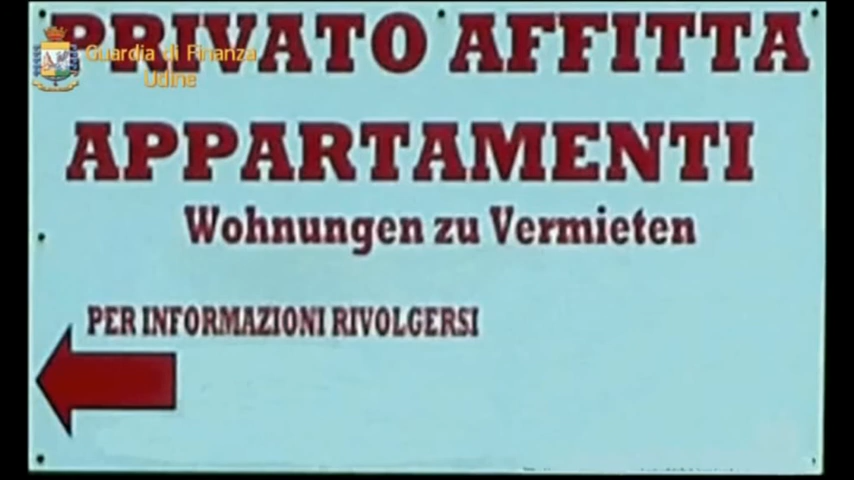 PRIVATO AFFITTA
Guardia di Finanza
Udine
APPARTAMENTI
Wohnungen zu Vermieten
PER INFORMAZIONI RIVOLGERSI